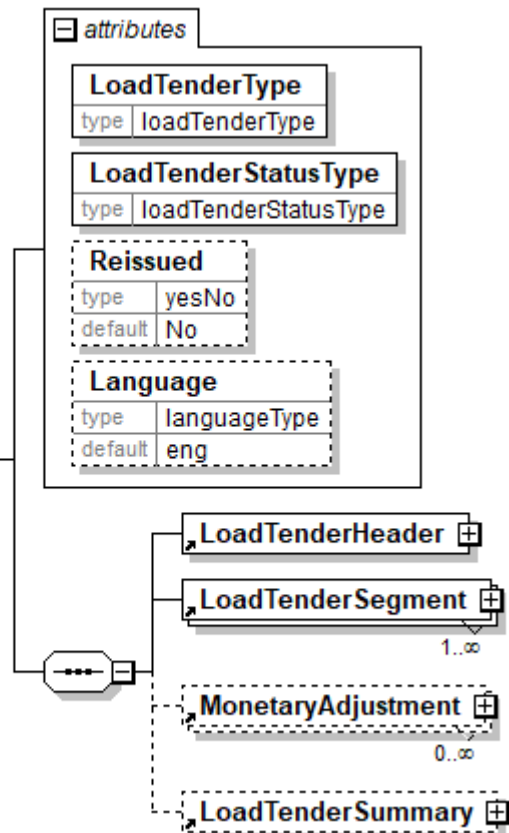 attributes
LoadTenderType
type loadTenderType
LoadTenderStatusType
type loadTenderStatusType
Reissued
type yesNo
default No
Language
type languageType
default eng
LoadTenderHeader
LoadTenderSegment
1..∞
MonetaryAdjustment
0..∞
LoadTenderSummary